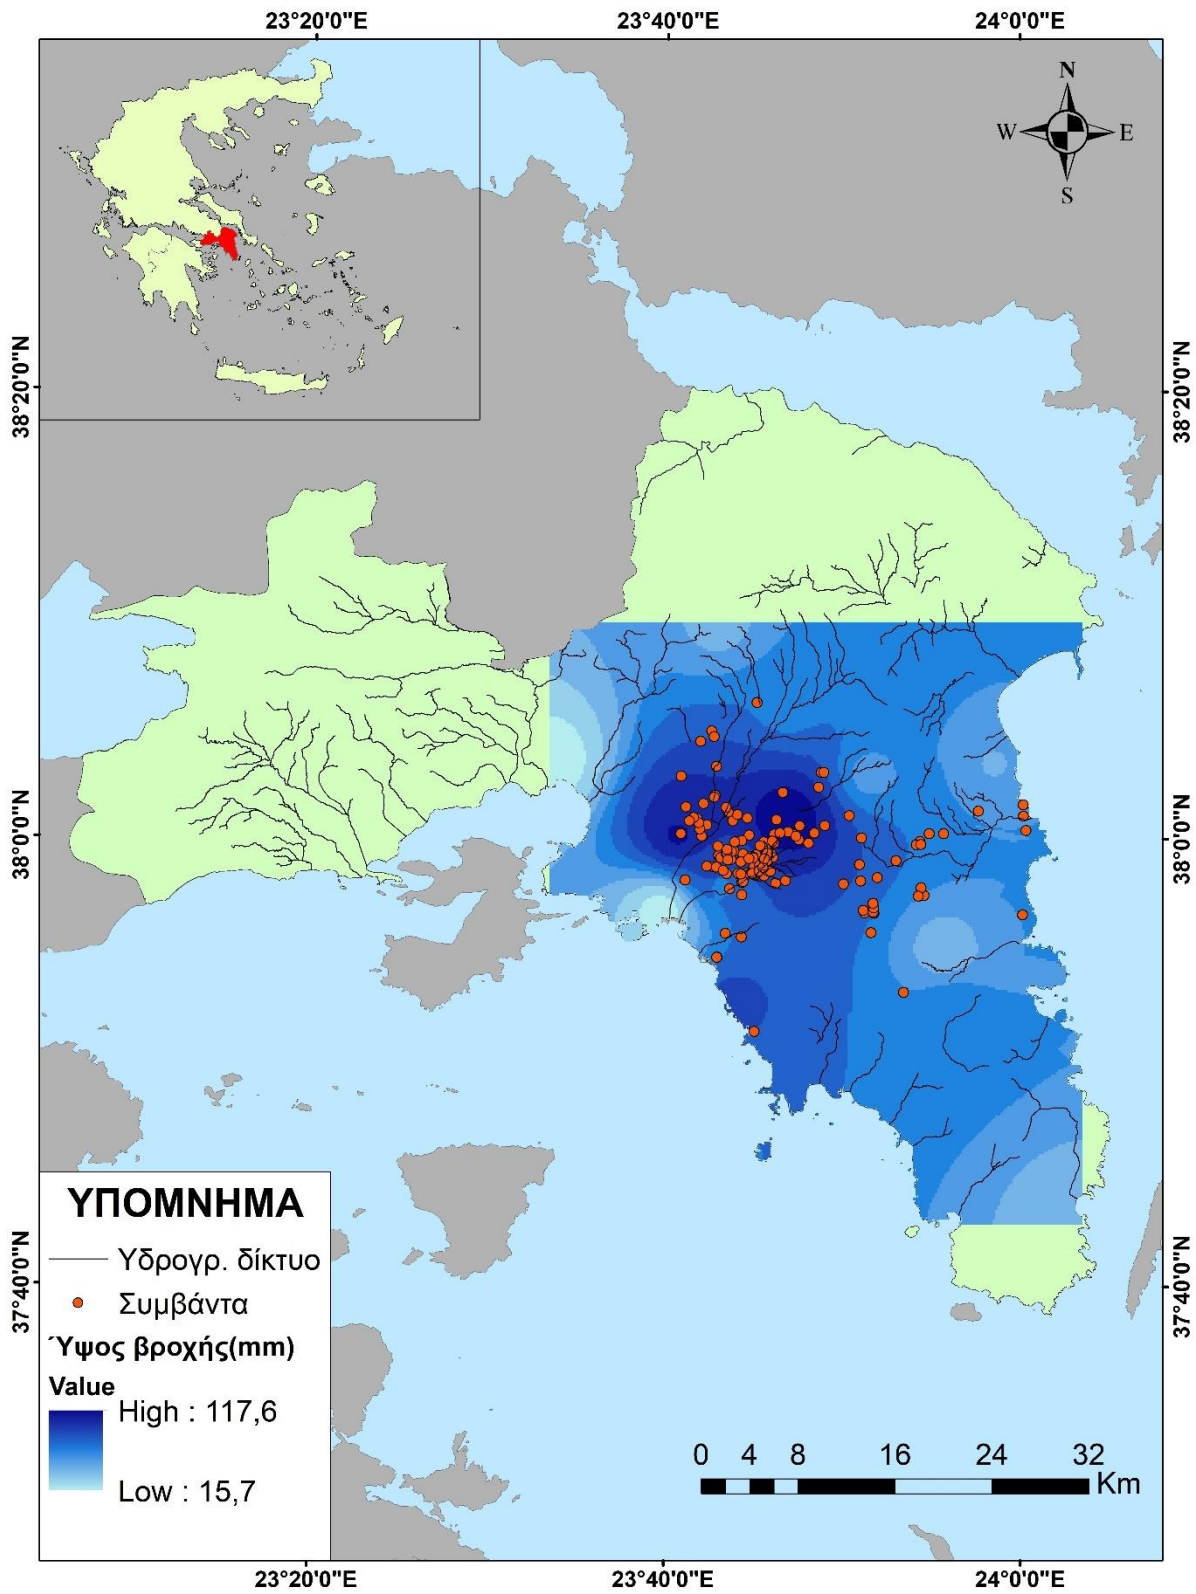 23°20'0"E
23°40'0"E
24°0'0"E
N
W
E
S
38°20'0"N
38°20'0"N
38°0'0"N
38°0'0"N
37°40'0"N
37°40'0"N
ΥΠΟΜΝΗΜΑ
Υδρογρ. δίκτυο
Συμβάντα
Ύψος βροχής(mm)
Value
High : 117,6
Low : 15,7
0 4 8 16 24 32
Km
23°20'0"E
23°40'0"E
24°0'0"E